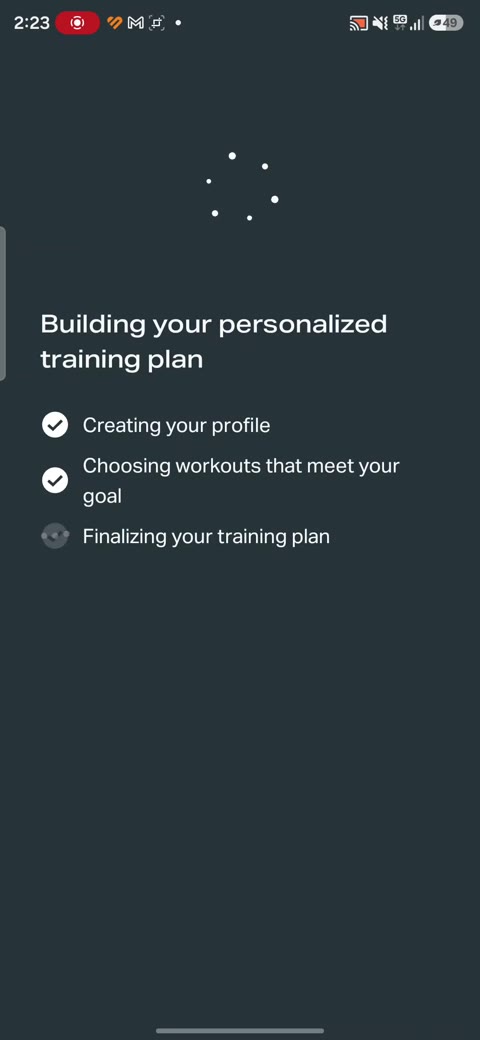 2:23
5G
49
Building your personalized
training plan
Creating your profile
Choosing workouts that meet your
goal
Finalizing your training plan